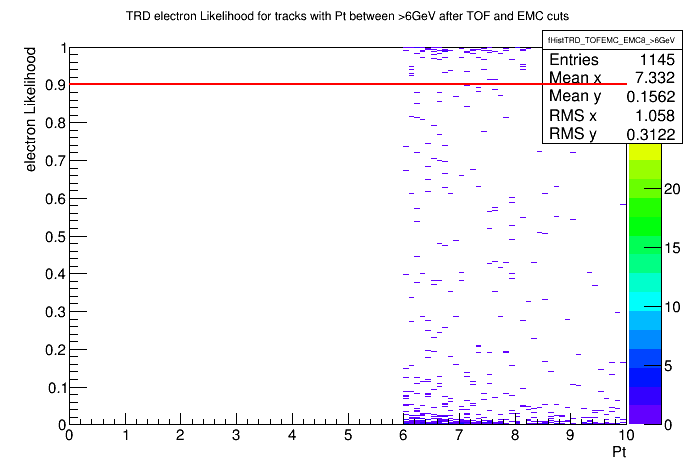 TRD electron Likelihood for tracks with Pt between >6GeV after TOF and EMC cuts
fHistTRD_TOFEMC_EMC8_>6GeV
Entries 1145
Mean x 7.332
Mean y 0.1562
RMS x 1.058
RMS y 0.3122
electron Likelihood
1
0.9
0.8
0.7
0.6
0.5
0.4
0.3
0.2
0.1
0
0 1 2 3 4 5 6 7 8 9 10
Pt
20
15
10
5
0